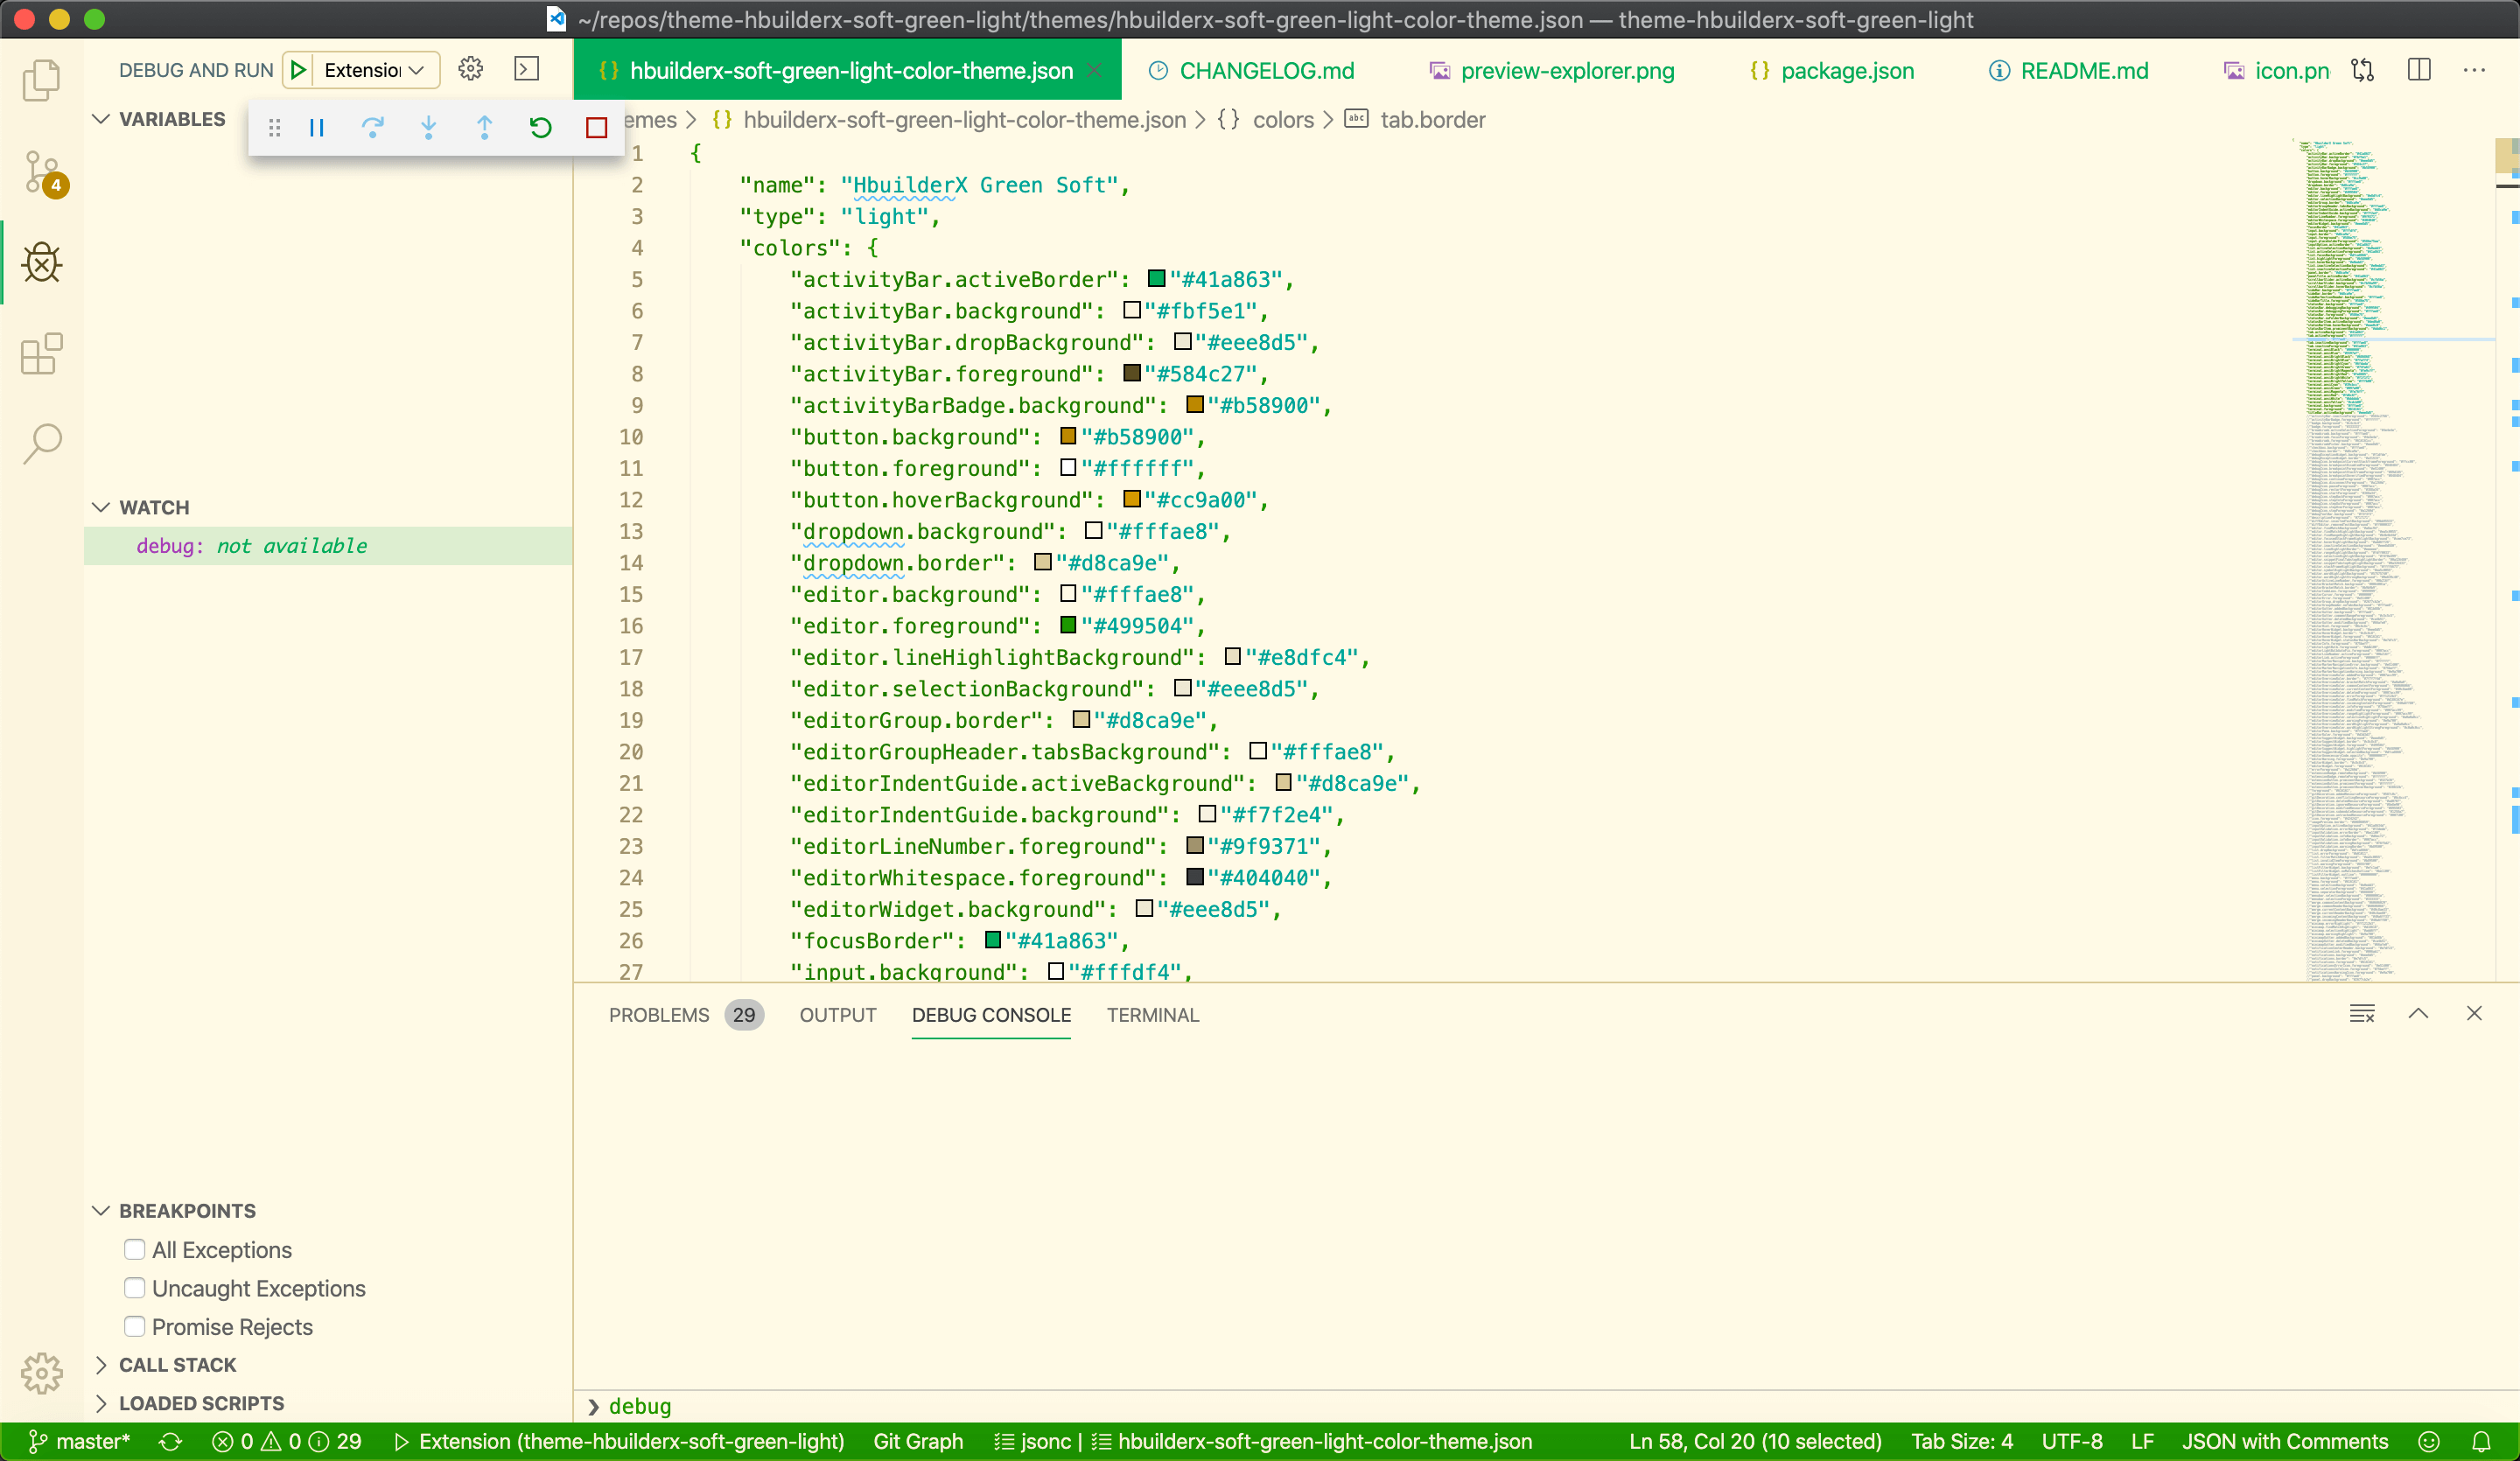 ~/repos/theme-hbuilderx-soft-green-light/themes/hbuilderx-soft-green-light-color-theme.json — theme-hbuilderx-soft-green-light
DEBUG AND RUN
Extension
hbuilderx-soft-green-light-color-theme.json
CHANGELOG.md
preview-explorer.png
package.json
README.md
icon.pn
VARIABLES
emes > {} hbuilderx-soft-green-light-color-theme.json > {} colors > abc tab.border
4
WATCH
debug: not available
1 {
2 "name": "HbuilderX Green Soft",
3 "type": "light",
4 "colors": {
5 "activityBar.activeBorder": "#41a863",
6 "activityBar.background": "#fbf5e1",
7 "activityBar.dropBackground": "#eee8d5",
8 "activityBar.foreground": "#584c27",
9 "activityBarBadge.background": "#b58900",
10 "button.background": "#b58900",
11 "button.foreground": "#ffffff",
12 "button.hoverBackground": "#cc9a00",
13 "dropdown.background": "#fffae8",
14 "dropdown.border": "#d8ca9e",
15 "editor.background": "#fffae8",
16 "editor.foreground": "#499504",
17 "editor.lineHighlightBackground": "#e8dfc4",
18 "editor.selectionBackground": "#eee8d5",
19 "editorGroup.border": "#d8ca9e",
20 "editorGroupHeader.tabsBackground": "#fffae8",
21 "editorIndentGuide.activeBackground": "#d8ca9e",
22 "editorIndentGuide.background": "#f7f2e4",
23 "editorLineNumber.foreground": "#9f9371",
24 "editorWhitespace.foreground": "#404040",
25 "editorWidget.background": "#eee8d5",
26 "focusBorder": "#41a863",
27 "input.background": "#fffdf4",
PROBLEMS 29 OUTPUT DEBUG CONSOLE TERMINAL
BREAKPOINTS
All Exceptions
Uncaught Exceptions
Promise Rejects
CALL STACK
LOADED SCRIPTS
debug
master* 0 0 29 Extension (theme-hbuilderx-soft-green-light) Git Graph jsonc | hbuilderx-soft-green-light-color-theme.json Ln 58, Col 20 (10 selected) Tab Size: 4 UTF-8 LF JSON with Comments